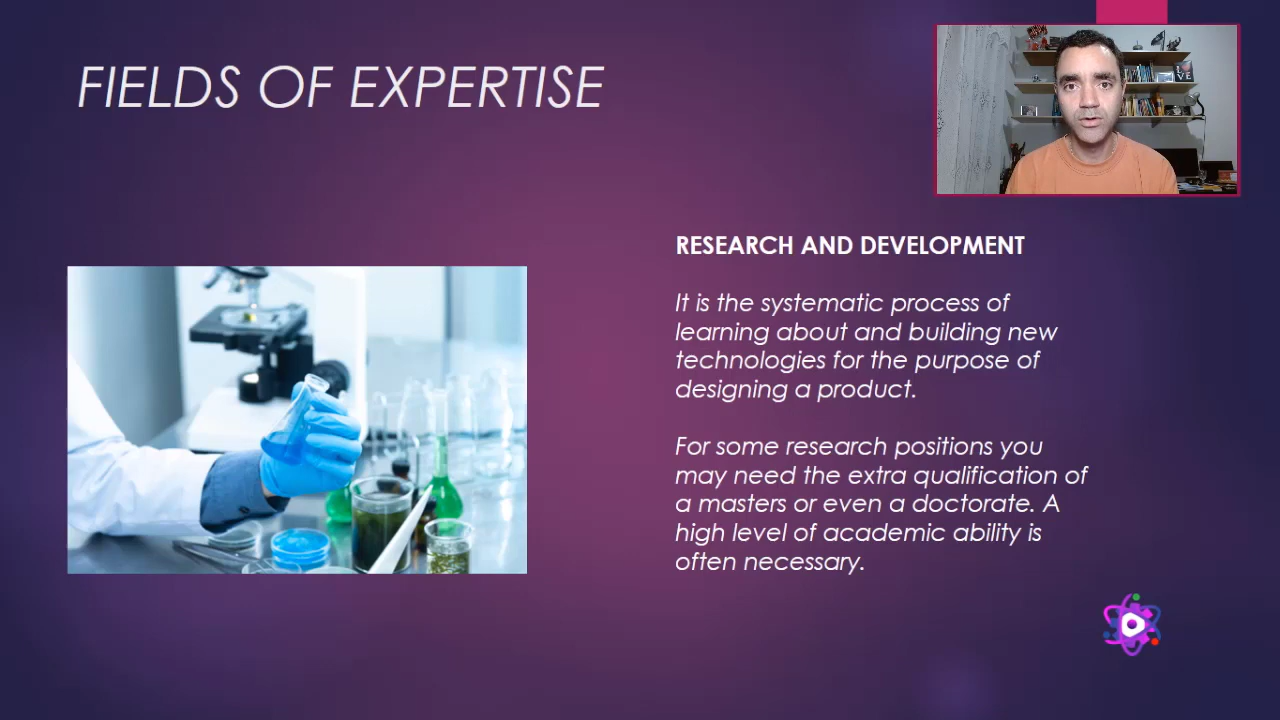 FIELDS OF EXPERTISE
RESEARCH AND DEVELOPMENT
It is the systematic process of
learning about and building new
technologies for the purpose of
designing a product.
For some research positions you
may need the extra qualification of
a masters or even a doctorate. A
high level of academic ability is
often necessary.